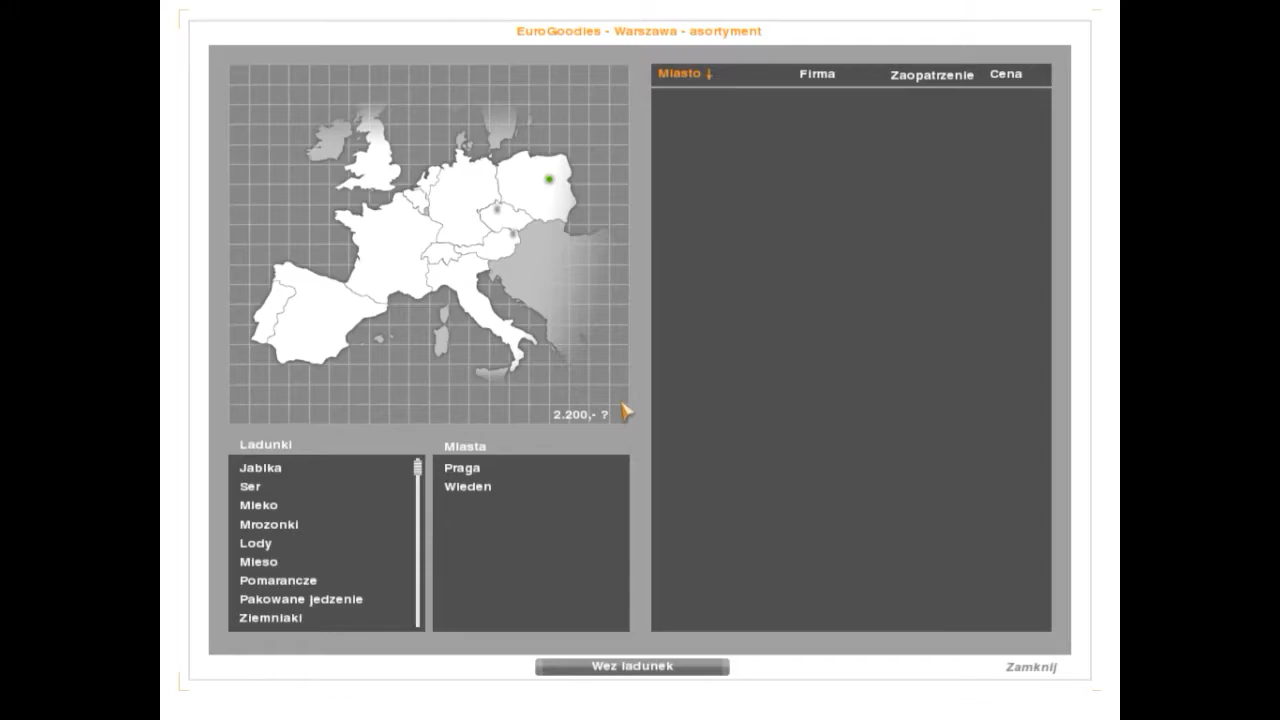 EuroGoodies - Warszawa - asortyment
Miasto ↓ Firma Zaopatrzenie Cena
2.200,- ?
Ladunki
Jablka
Ser
Mleko
Mrozonki
Lody
Mieso
Pomarancze
Pakowane jedzenie
Ziemniaki
Miasta
Praga
Wieden
Wez ladunek
Zamknij